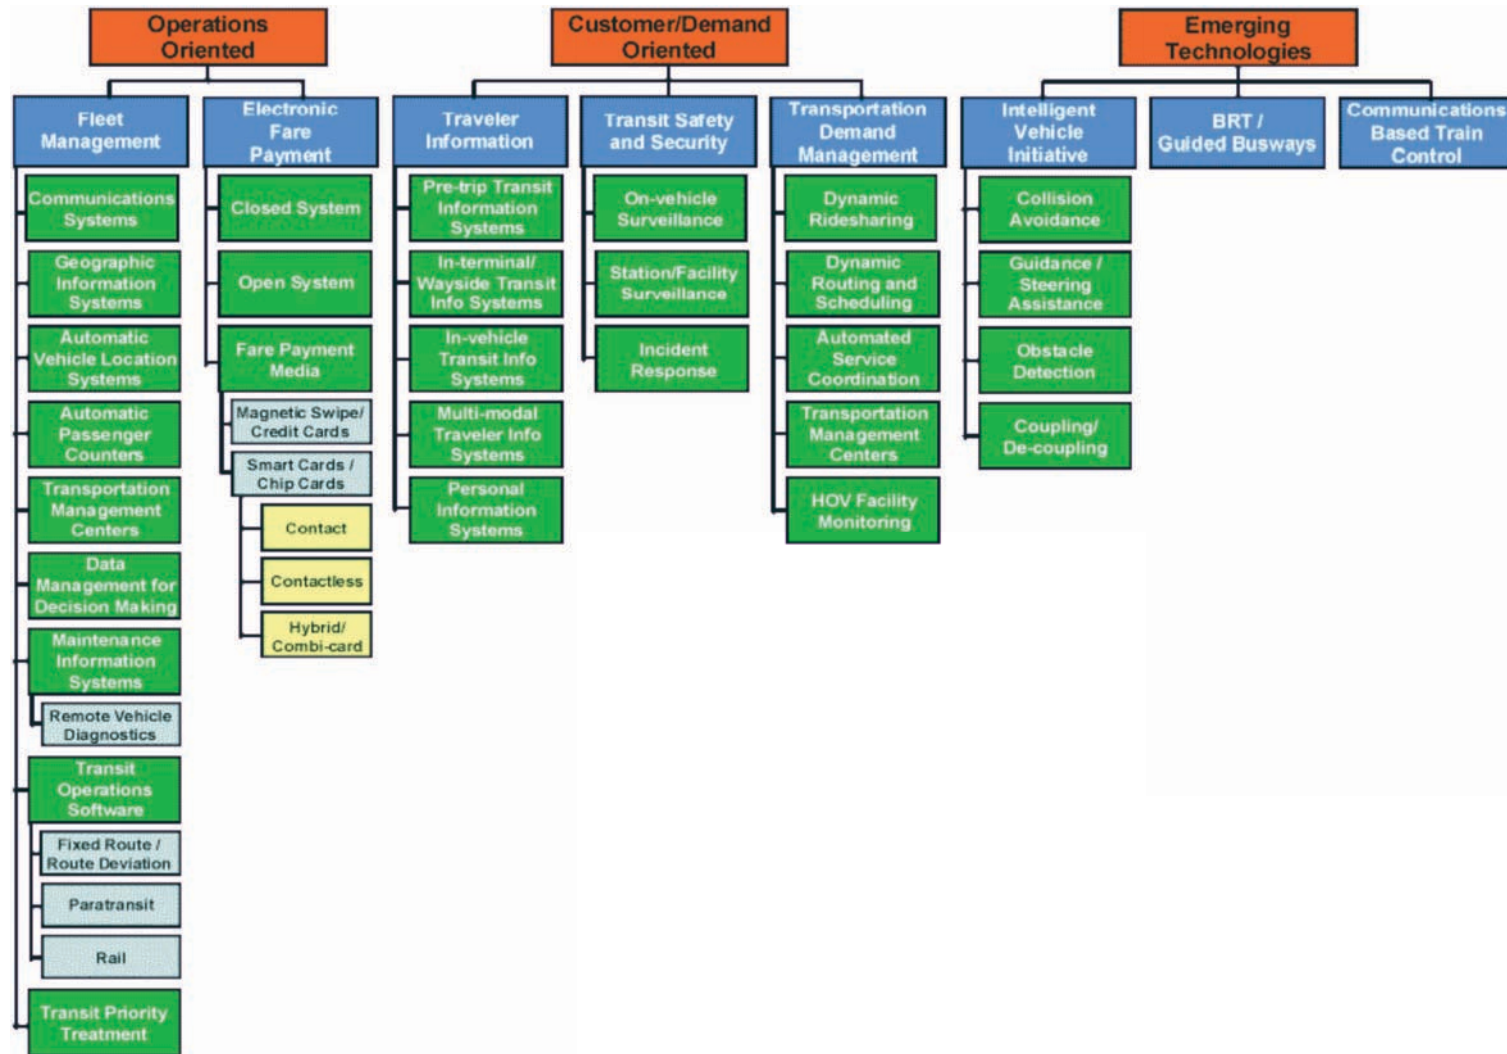 Operations
Oriented
Customer/Demand
Oriented
Emerging
Technologies
Fleet
Management
Electronic
Fare
Payment
Traveler
Information
Transit Safety
and Security
Transportation
Demand
Management
Intelligent
Vehicle
Initiative
BRT /
Guided Busways
Communications
Based Train
Control
Communications
Systems
Geographic
Information
Systems
Automatic
Vehicle Location
Systems
Automatic
Passenger
Counters
Transportation
Management
Centers
Data
Management for
Decision Making
Maintenance
Information
Systems
Remote Vehicle
Diagnostics
Transit
Operations
Software
Fixed Route /
Route Deviation
Paratransit
Rail
Transit Priority
Treatment
Closed System
Open System
Fare Payment
Media
Magnetic Swipe/
Credit Cards
Smart Cards /
Chip Cards
Contact
Contactless
Hybrid/
Combi-card
Pre-trip Transit
Information
Systems
In-terminal/
Wayside Transit
Info Systems
In-vehicle
Transit Info
Systems
Multi-modal
Traveler Info
Systems
Personal
Information
Systems
On-vehicle
Surveillance
Station/Facility
Surveillance
Incident
Response
Dynamic
Ridesharing
Dynamic
Routing and
Scheduling
Automated
Service
Coordination
Transportation
Management
Centers
HOV Facility
Monitoring
Collision
Avoidance
Guidance /
Steering
Assistance
Obstacle
Detection
Coupling/
De-coupling